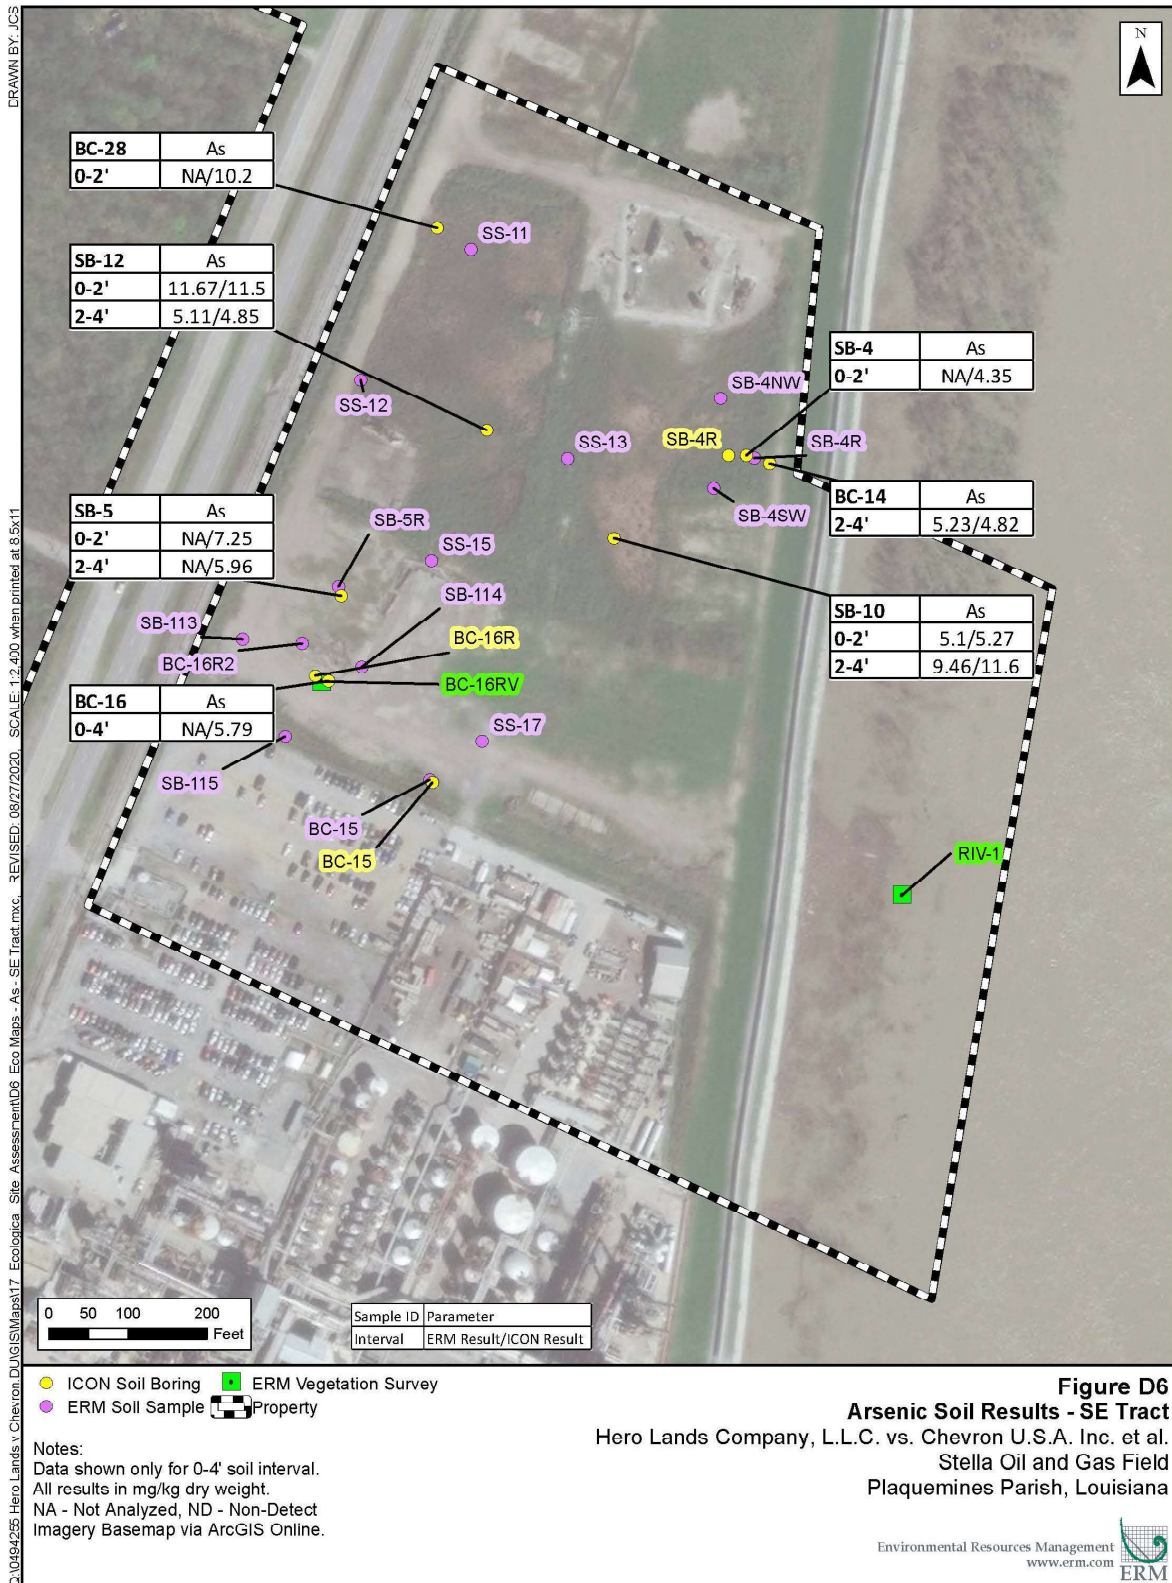 DRAWN BY: JCS
N
BC-28 As
0-2' NA/10.2
SS-11
SB-12 As
0-2' 11.67/11.5
2-4' 5.11/4.85
SB-4 As
0-2' NA/4.35
SB-4NW
SS-12
SS-13
SB-4R
SB-4R
BC-14 As
2-4' 5.23/4.82
SB-4SW
SB-5 As
0-2' NA/7.25
2-4' NA/5.96
SB-5R
SS-15
SB-114
SB-10 As
0-2' 5.1/5.27
2-4' 9.46/11.6
SB-113
BC-16R
BC-16R2
BC-16RV
BC-16 As
0-4' NA/5.79
SS-17
SB-115
BC-15
BC-15
RIV-1
SCALE: 1:2,400 when printed at 8.5x11
REVISED: 08/27/2020,
0 50 100 200
Feet
Sample ID Parameter
Interval ERM Result/ICON Result
ICON Soil Boring ERM Vegetation Survey
ERM Soil Sample Property
Notes:
Data shown only for 0-4' soil interval.
All results in mg/kg dry weight.
NA - Not Analyzed, ND - Non-Detect
Imagery Basemap via ArcGIS Online.
Figure D6
Arsenic Soil Results - SE Tract
Hero Lands Company, L.L.C. vs. Chevron U.S.A. Inc. et al.
Stella Oil and Gas Field
Plaquemines Parish, Louisiana
Environmental Resources Management
www.erm.com
ERM